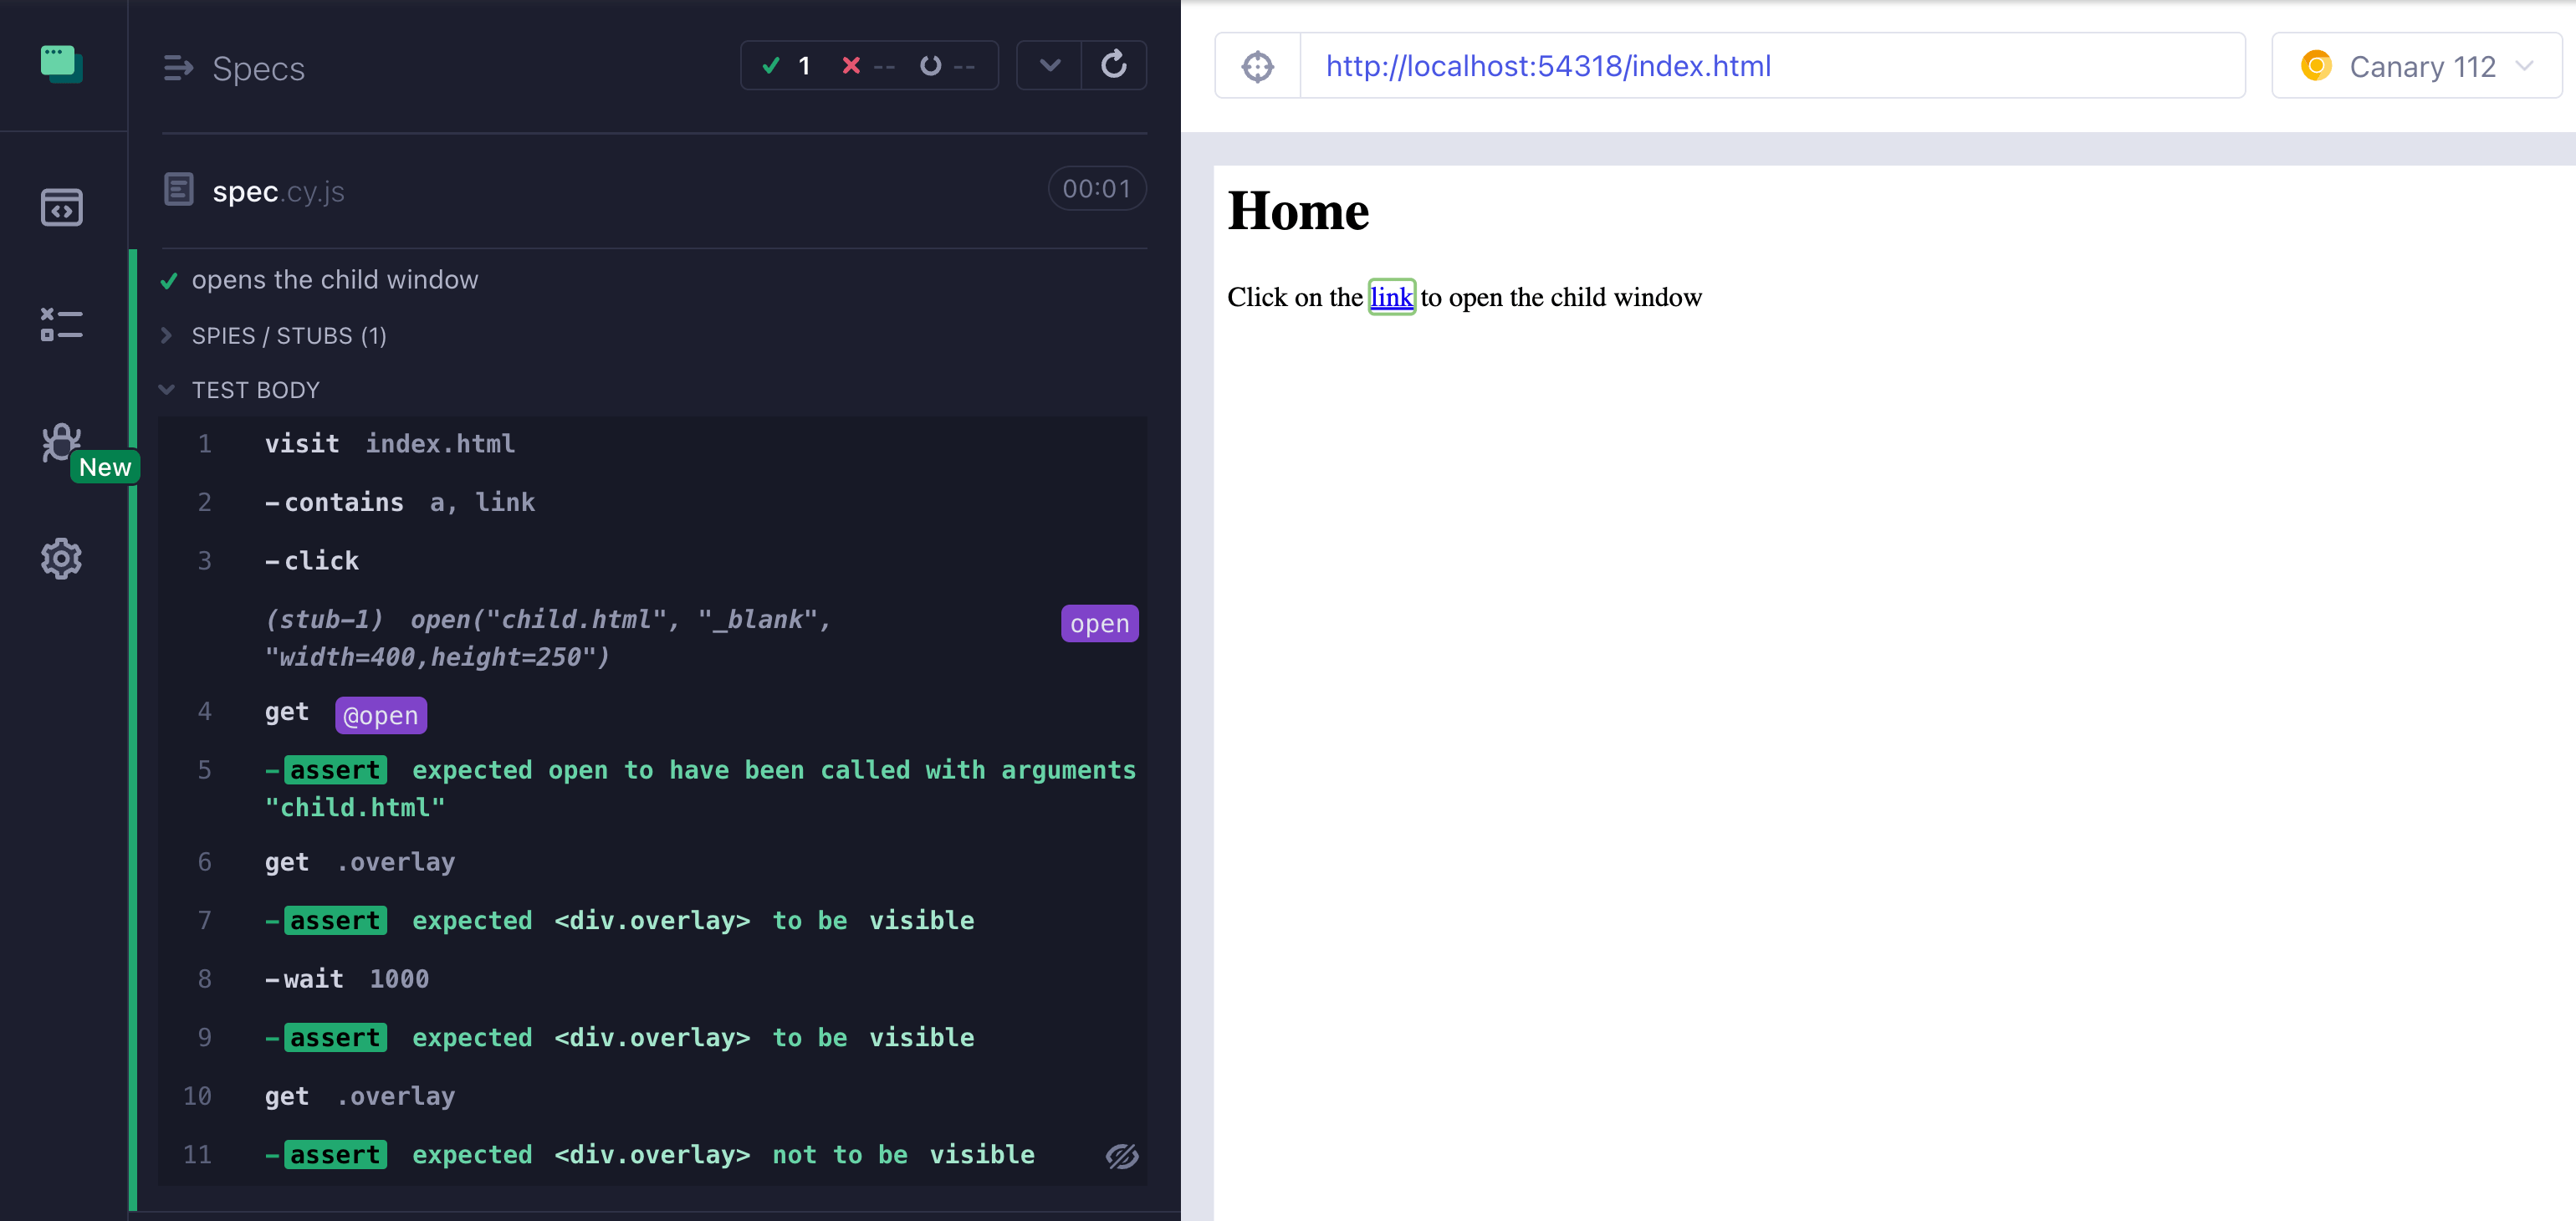 Specs
1 -- --
spec.cy.js
00:01
opens the child window
SPIES / STUBS (1)
TEST BODY
1 visit index.html
2 -contains a, link
3 -click
(stub-1) open("child.html", "_blank",
"width=400,height=250")
open
4 get @open
5 -assert expected open to have been called with arguments
"child.html"
6 get .overlay
7 -assert expected <div.overlay> to be visible
8 -wait 1000
9 -assert expected <div.overlay> to be visible
10 get .overlay
11 -assert expected <div.overlay> not to be visible
New
http://localhost:54318/index.html
Canary 112
Home
Click on the link to open the child window